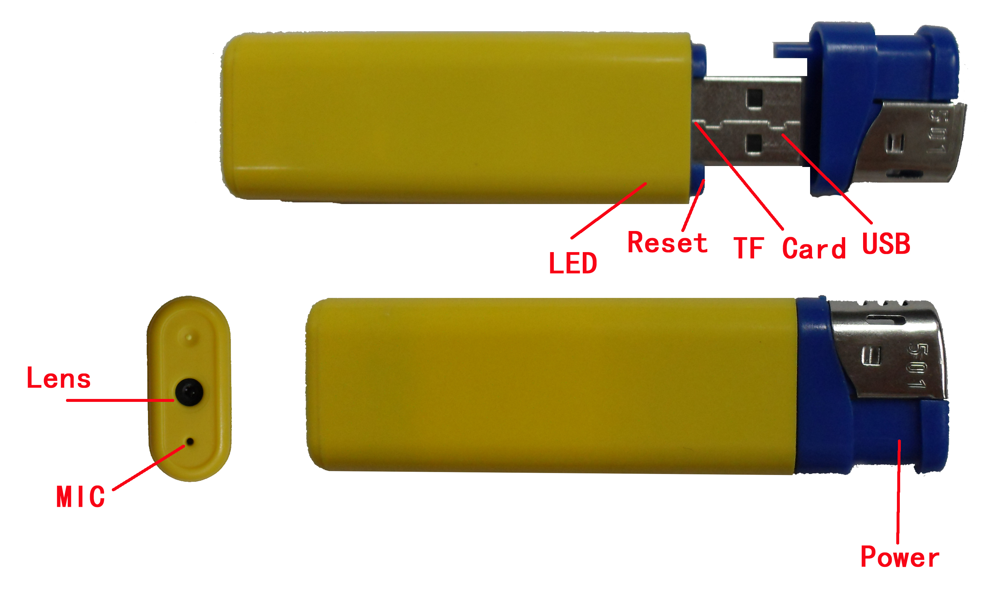 501
Reset
TF Card
USB
LED
501
Lens
MIC
Power